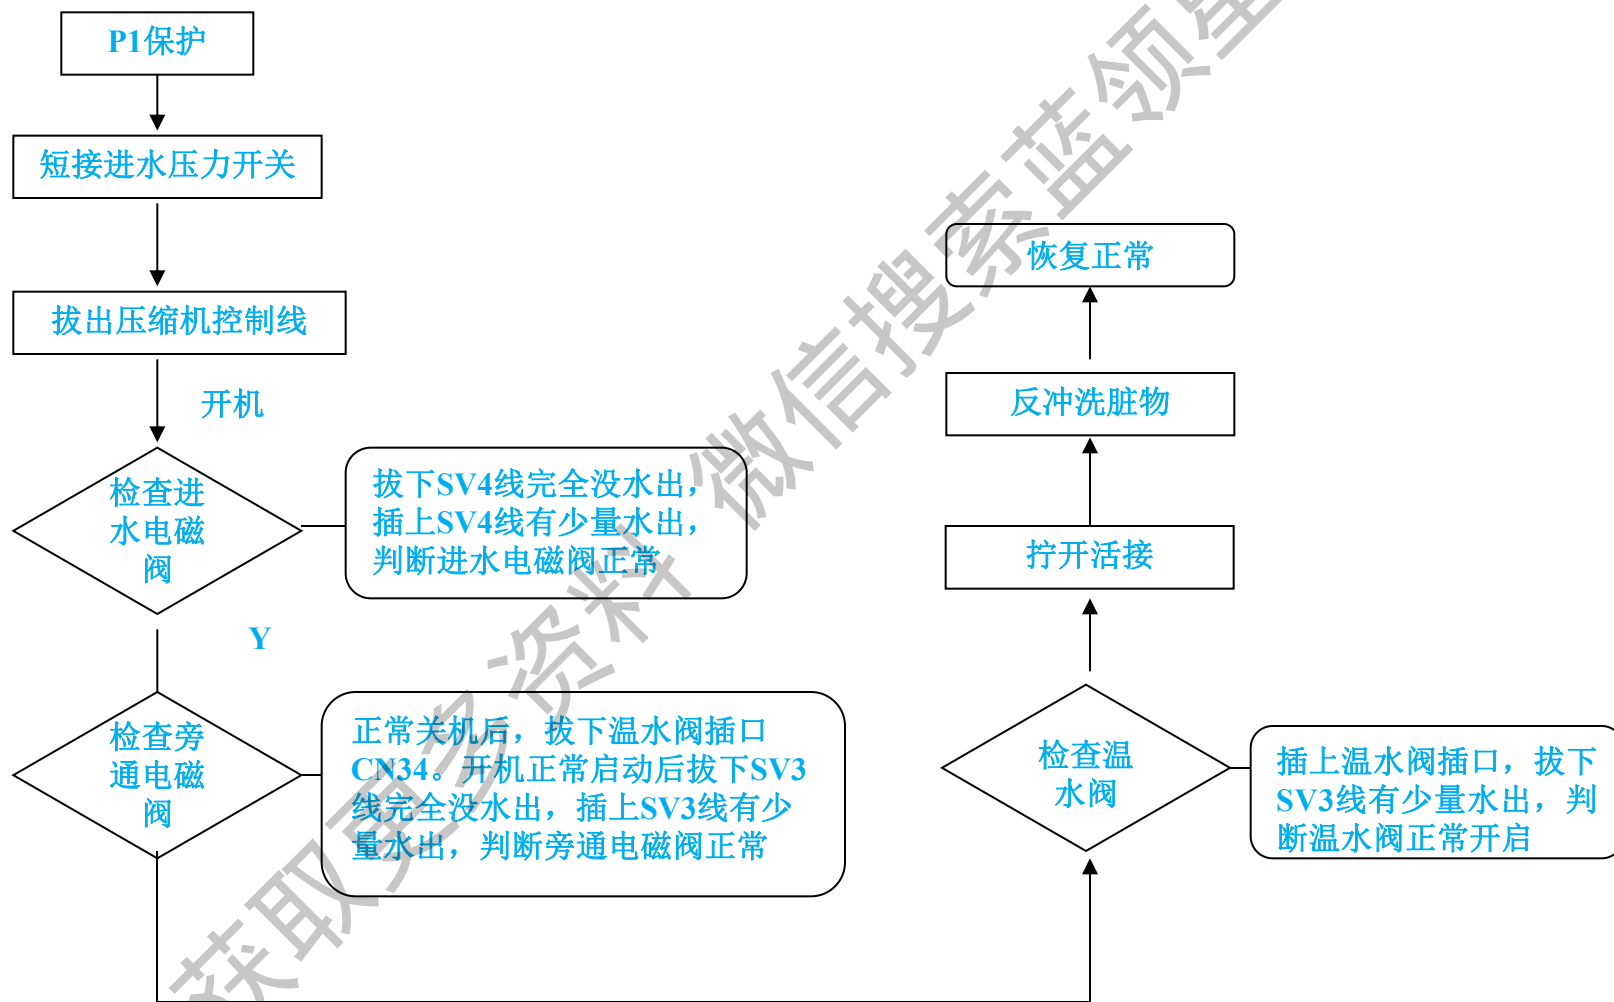 P1保护
短接进水压力开关
拔出压缩机控制线
开机
检查进
水电磁
阀
拔下SV4线完全没水出，
插上SV4线有少量水出，
判断进水电磁阀正常
Y
检查旁
通电磁
阀
正常关机后，拔下温水阀插口
CN34。开机正常启动后拔下SV3
线完全没水出，插上SV3线有少
量水出，判断旁通电磁阀正常
恢复正常
反冲洗脏物
拧开活接
检查温
水阀
插上温水阀插口，拔下
SV3线有少量水出，判
断温水阀正常开启
获取更多资料 微信搜索蓝领星